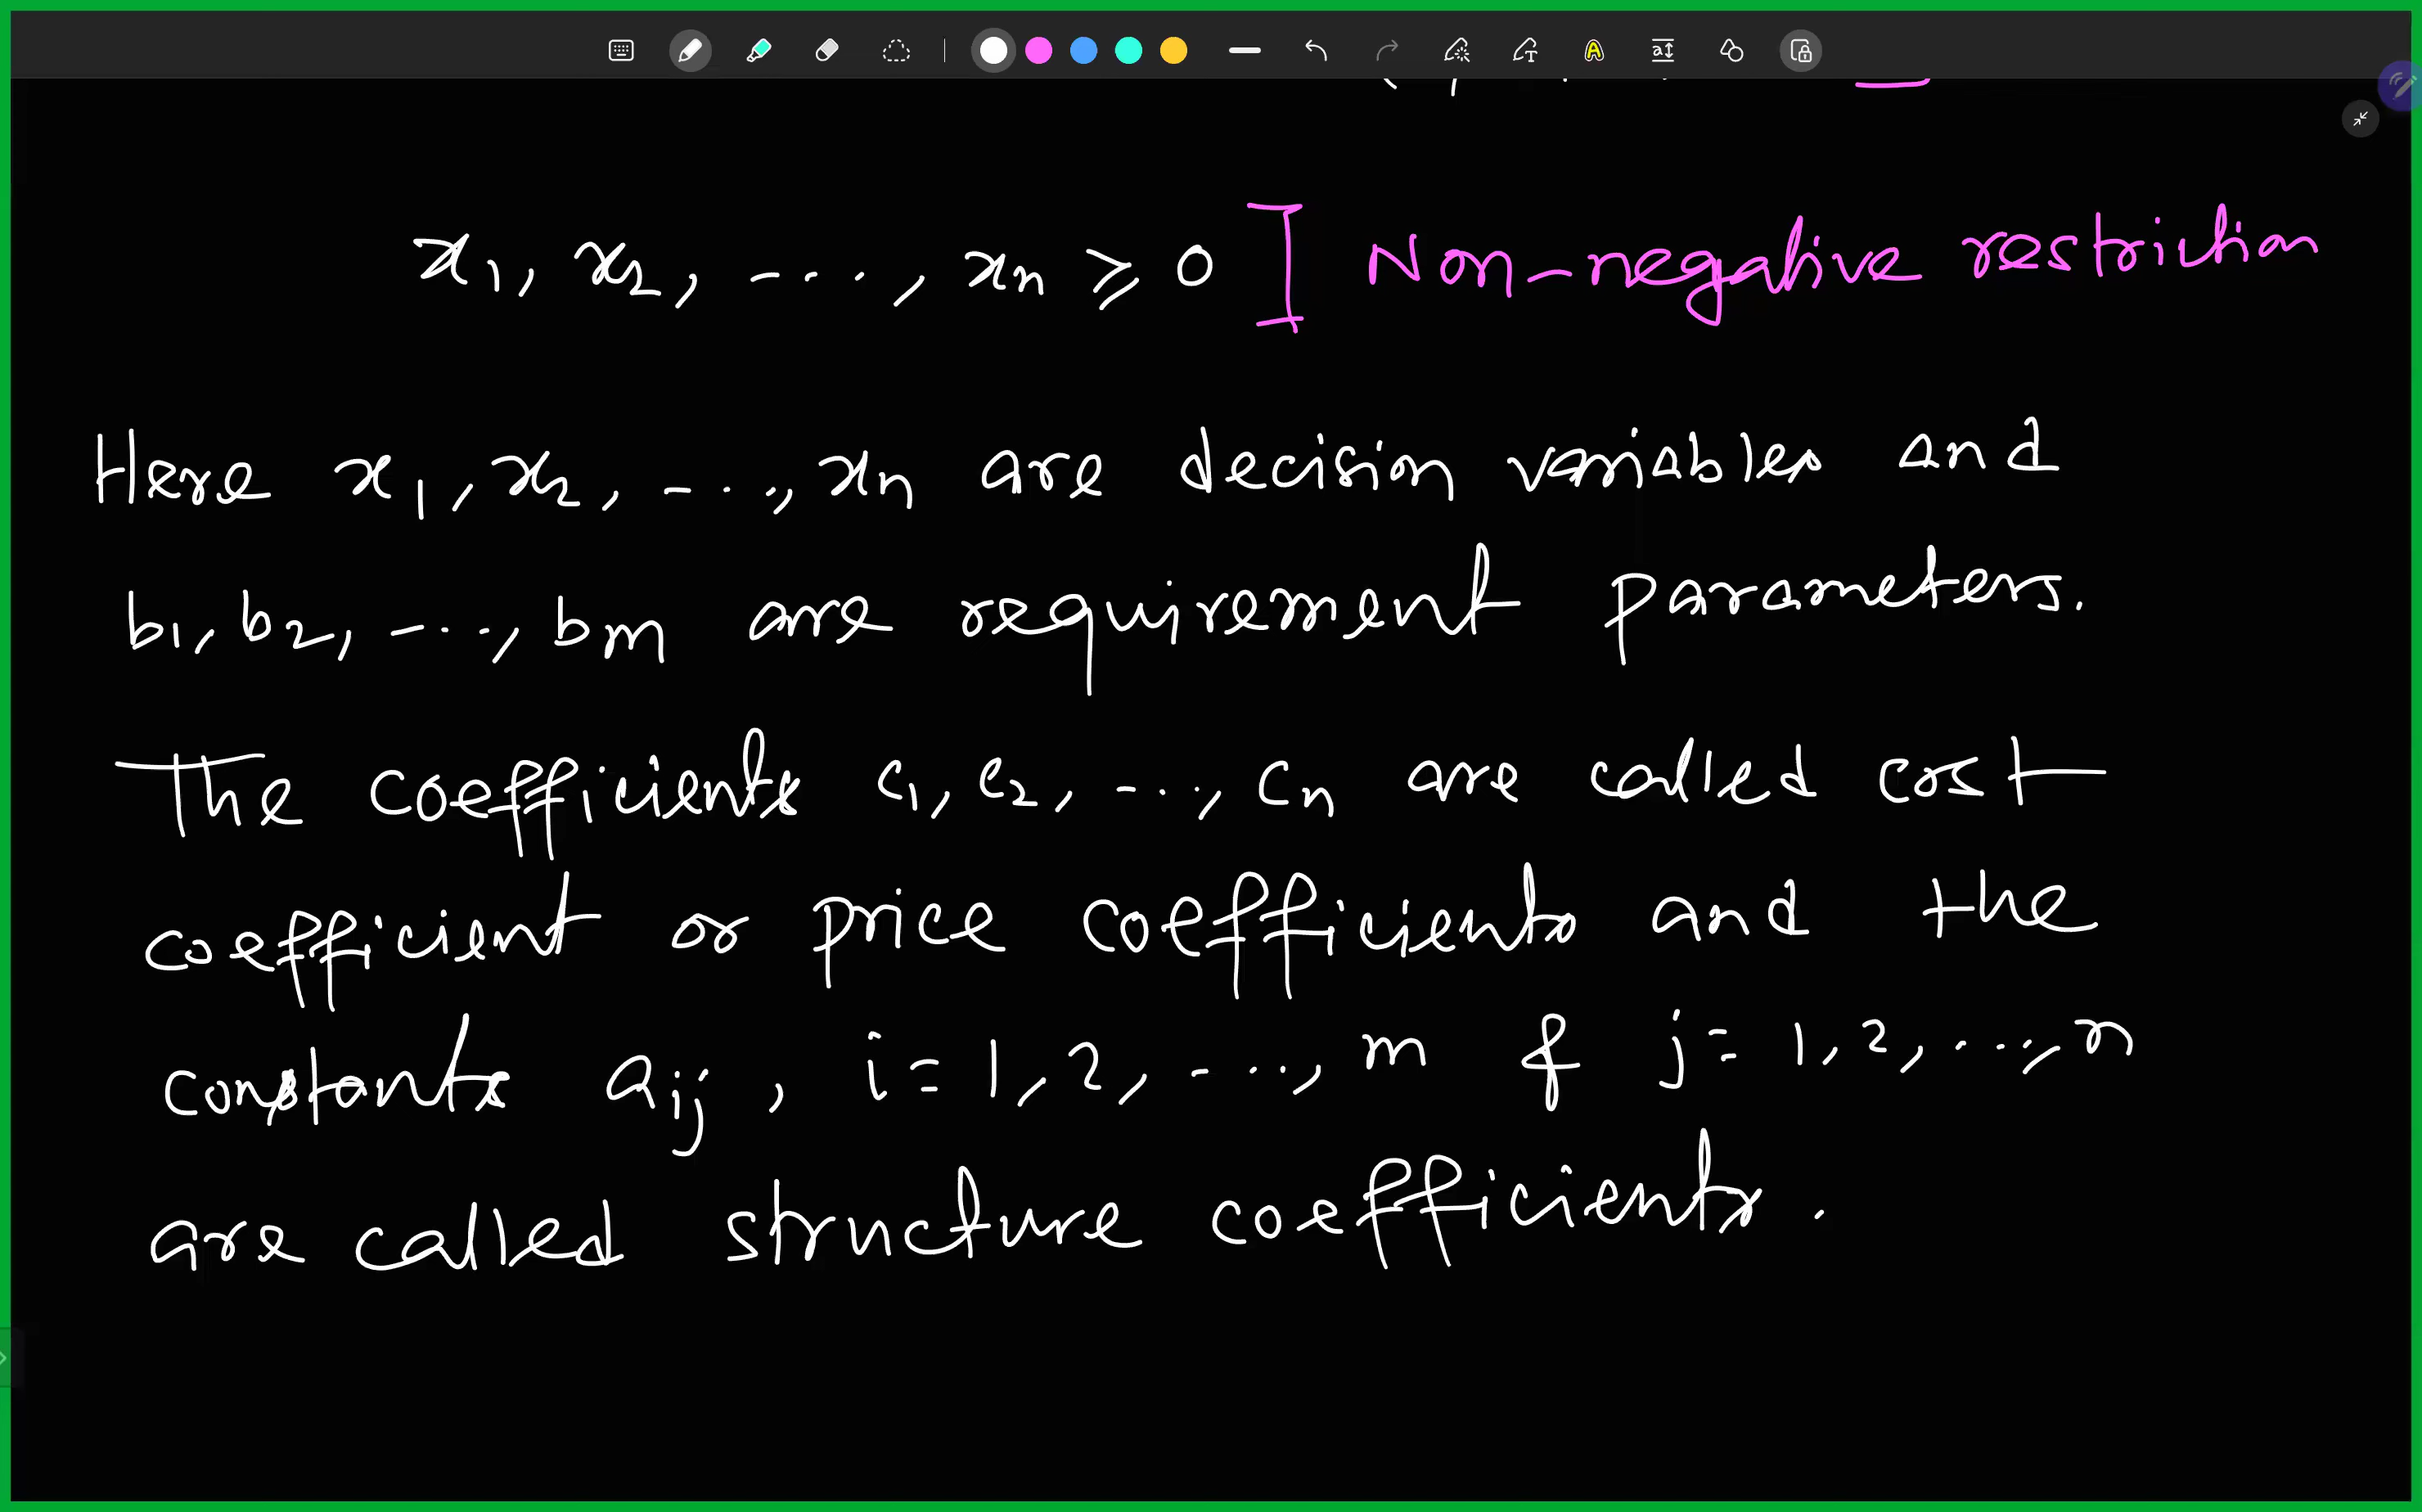 x₁, x₂, -..., xₙ ≥ 0 ] Non-negative restriction
Here x₁, x₂, -..., xₙ are decision variables and
b₁, b₂, -..., bₘ are requirement parameters.
The coefficients c₁, c₂, -.., cₙ are called cost
coefficient or price coefficients and the
constants aᵢⱼ, i = 1, 2, -..., m & j = 1, 2, ..., n
are called structure coefficients.